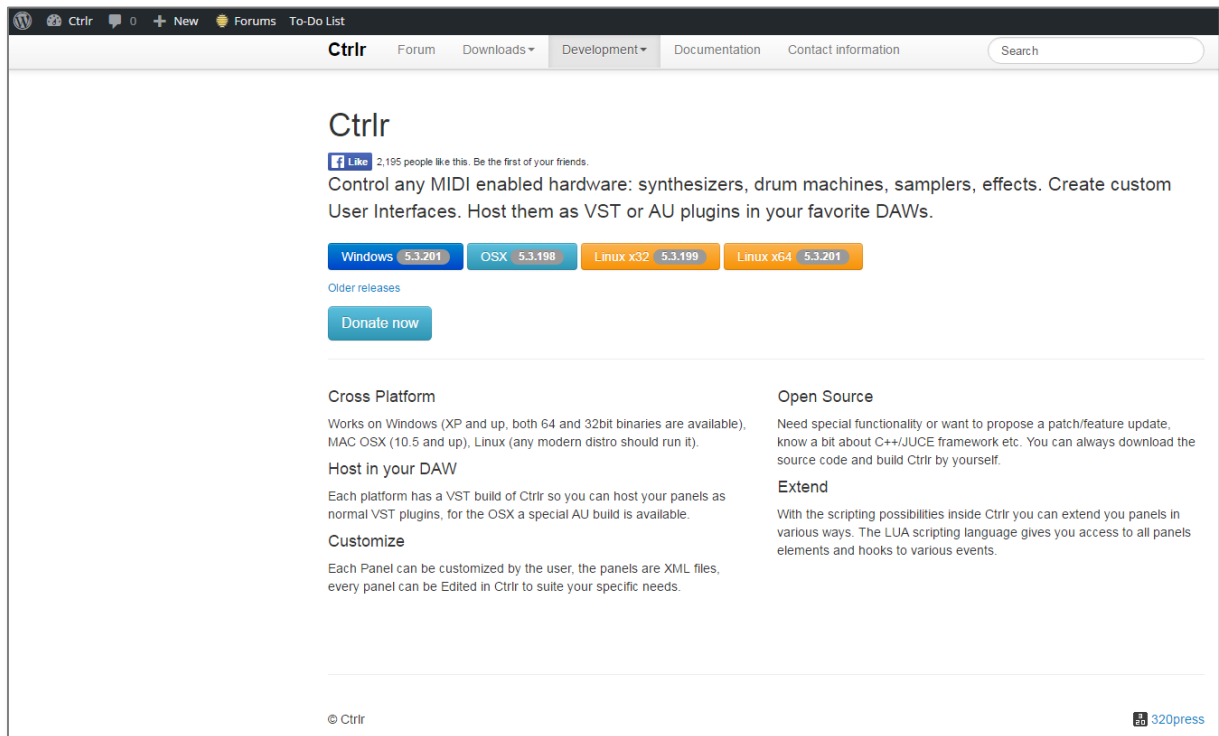 Ctrlr 0 + New Forums To-Do List
Ctrlr Forum Downloads Development Documentation Contact information Search
Ctrlr
Like 2,195 people like this. Be the first of your friends.
Control any MIDI enabled hardware: synthesizers, drum machines, samplers, effects. Create custom
User Interfaces. Host them as VST or AU plugins in your favorite DAWs.
Windows 5.3.201 OSX 5.3.198 Linux x32 5.3.199 Linux x64 5.3.201
Older releases
Donate now
Cross Platform
Works on Windows (XP and up, both 64 and 32bit binaries are available),
MAC OSX (10.5 and up), Linux (any modern distro should run it).
Host in your DAW
Each platform has a VST build of Ctrlr so you can host your panels as
normal VST plugins, for the OSX a special AU build is available.
Customize
Each Panel can be customized by the user, the panels are XML files,
every panel can be Edited in Ctrlr to suite your specific needs.
Open Source
Need special functionality or want to propose a patch/feature update,
know a bit about C++/JUCE framework etc. You can always download the
source code and build Ctrlr by yourself.
Extend
With the scripting possibilities inside Ctrlr you can extend you panels in
various ways. The LUA scripting language gives you access to all panels
elements and hooks to various events.
© Ctrlr
320 320press